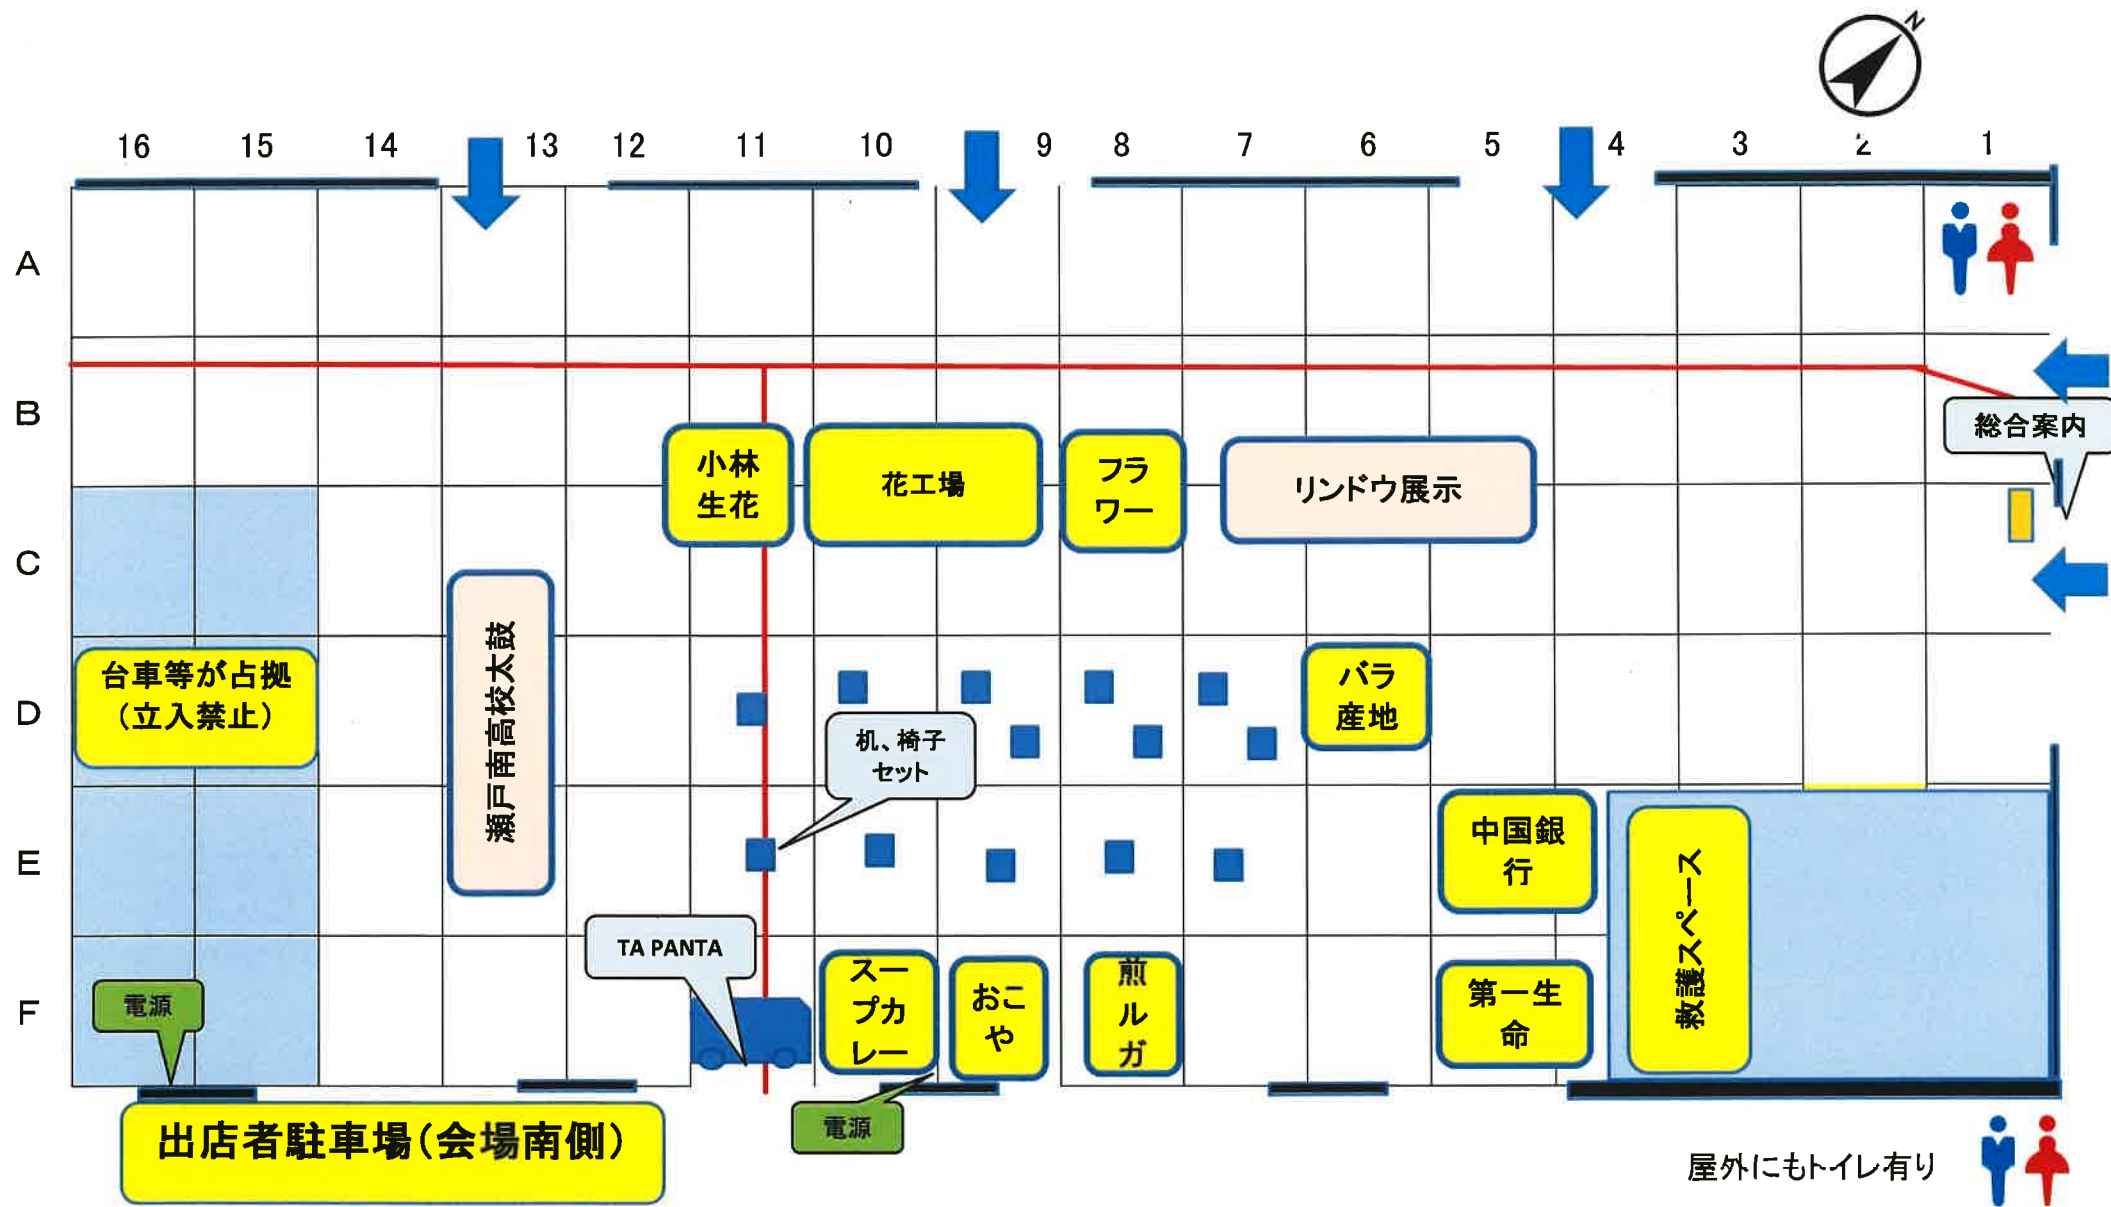 N
16 15 14 13 12 11 10 9 8 7 6 5 4 3 2 1
A
B
総合案内
小林
生花
花工場
フラ
ワー
リンドウ展示
C
瀬戸南高校太鼓
台車等が占拠
（立入禁止）
D
机、椅子
セット
バラ
産地
E
中国銀
行
救護スペース
TA PANTA
F
電源
スー
プカ
レー
おこ
や
煎
ル
ガ
第一生
命
出店者駐車場（会場南側）
電源
屋外にもトイレ有り